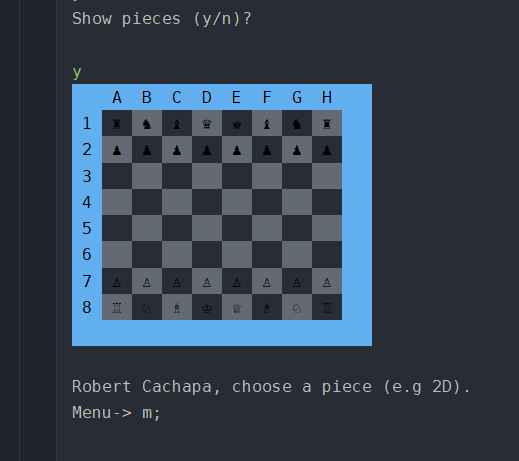 Show pieces (y/n)?
y
A B C D E F G H
1 ♜ ♞ ♝ ♛ ♚ ♝ ♞ ♜
2 ♟ ♟ ♟ ♟ ♟ ♟ ♟ ♟
3
4
5
6
7 ♙ ♙ ♙ ♙ ♙ ♙ ♙ ♙
8 ♖ ♘ ♗ ♔ ♕ ♗ ♘ ♖
Robert Cachapa, choose a piece (e.g 2D).
Menu-> m;